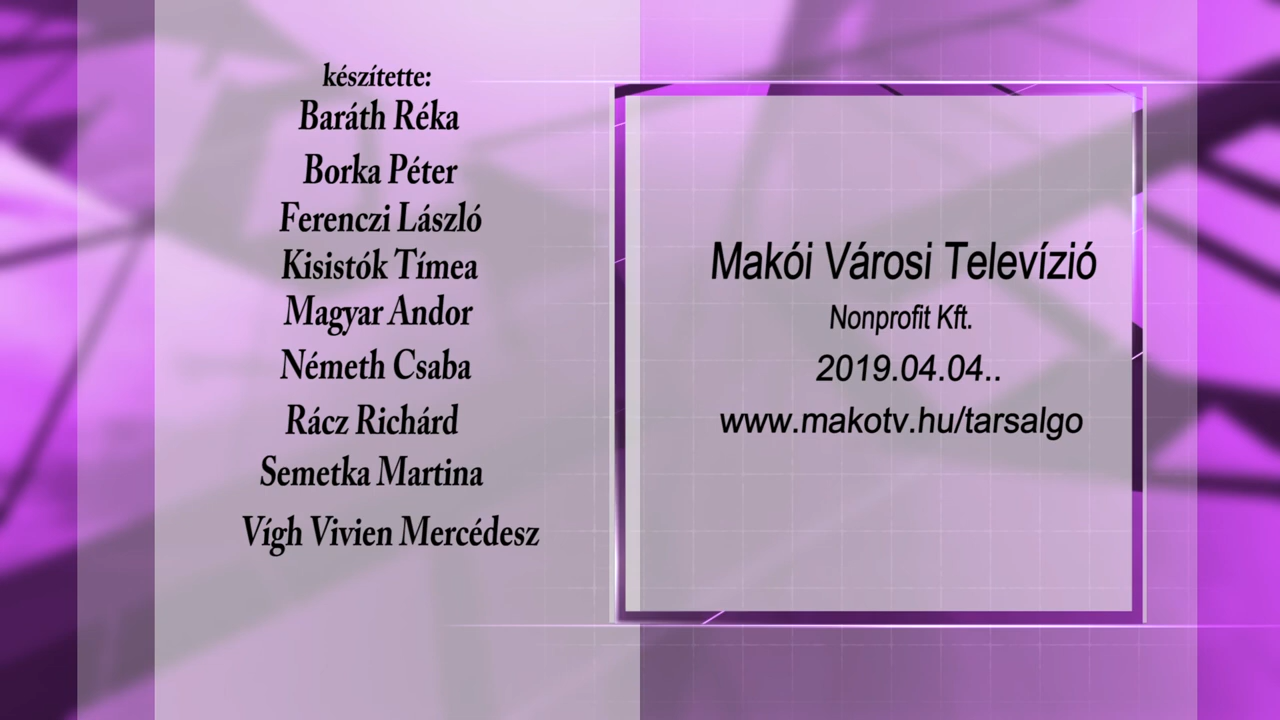 készítette:
Baráth Réka
Borka Péter
Ferenczi László
Kisistók Tímea
Magyar Andor
Németh Csaba
Rácz Richárd
Semetka Martina
Vígh Vivien Mercédesz
Makói Városi Televízió
Nonprofit Kft.
2019.04.04..
www.makotv.hu/tarsalgo